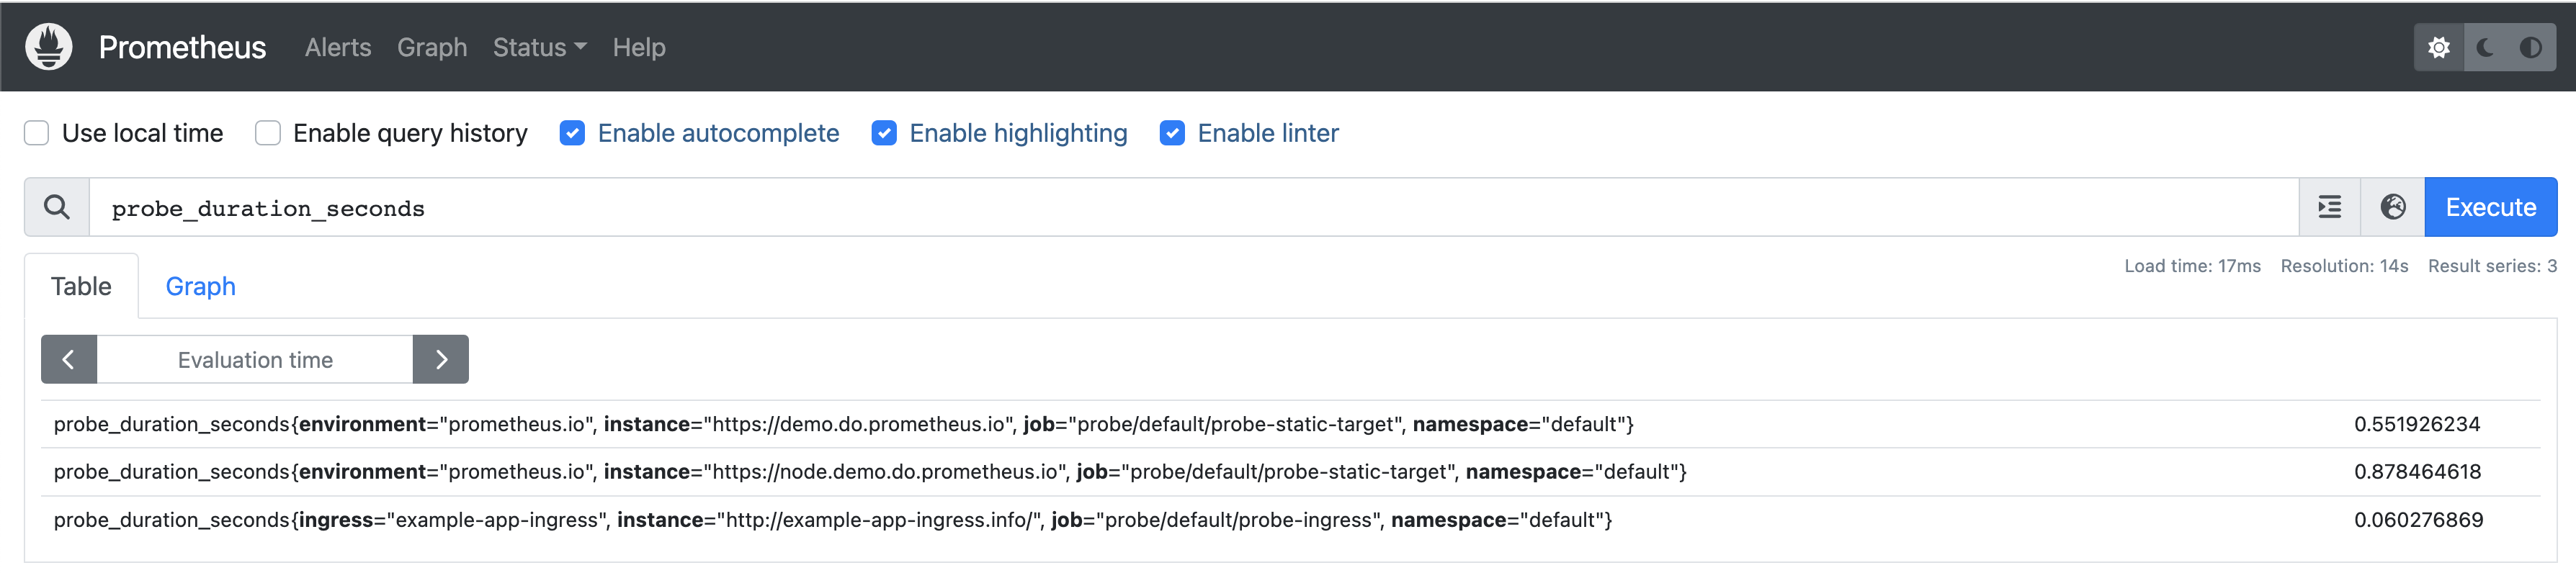 Prometheus Alerts Graph Status Help
Use local time Enable query history Enable autocomplete Enable highlighting Enable linter
probe_duration_seconds Execute
Table Graph Load time: 17ms Resolution: 14s Result series: 3
Evaluation time
probe_duration_seconds{environment="prometheus.io", instance="https://demo.do.prometheus.io", job="probe/default/probe-static-target", namespace="default"} 0.551926234
probe_duration_seconds{environment="prometheus.io", instance="https://node.demo.do.prometheus.io", job="probe/default/probe-static-target", namespace="default"} 0.878464618
probe_duration_seconds{ingress="example-app-ingress", instance="http://example-app-ingress.info/", job="probe/default/probe-ingress", namespace="default"} 0.060276869